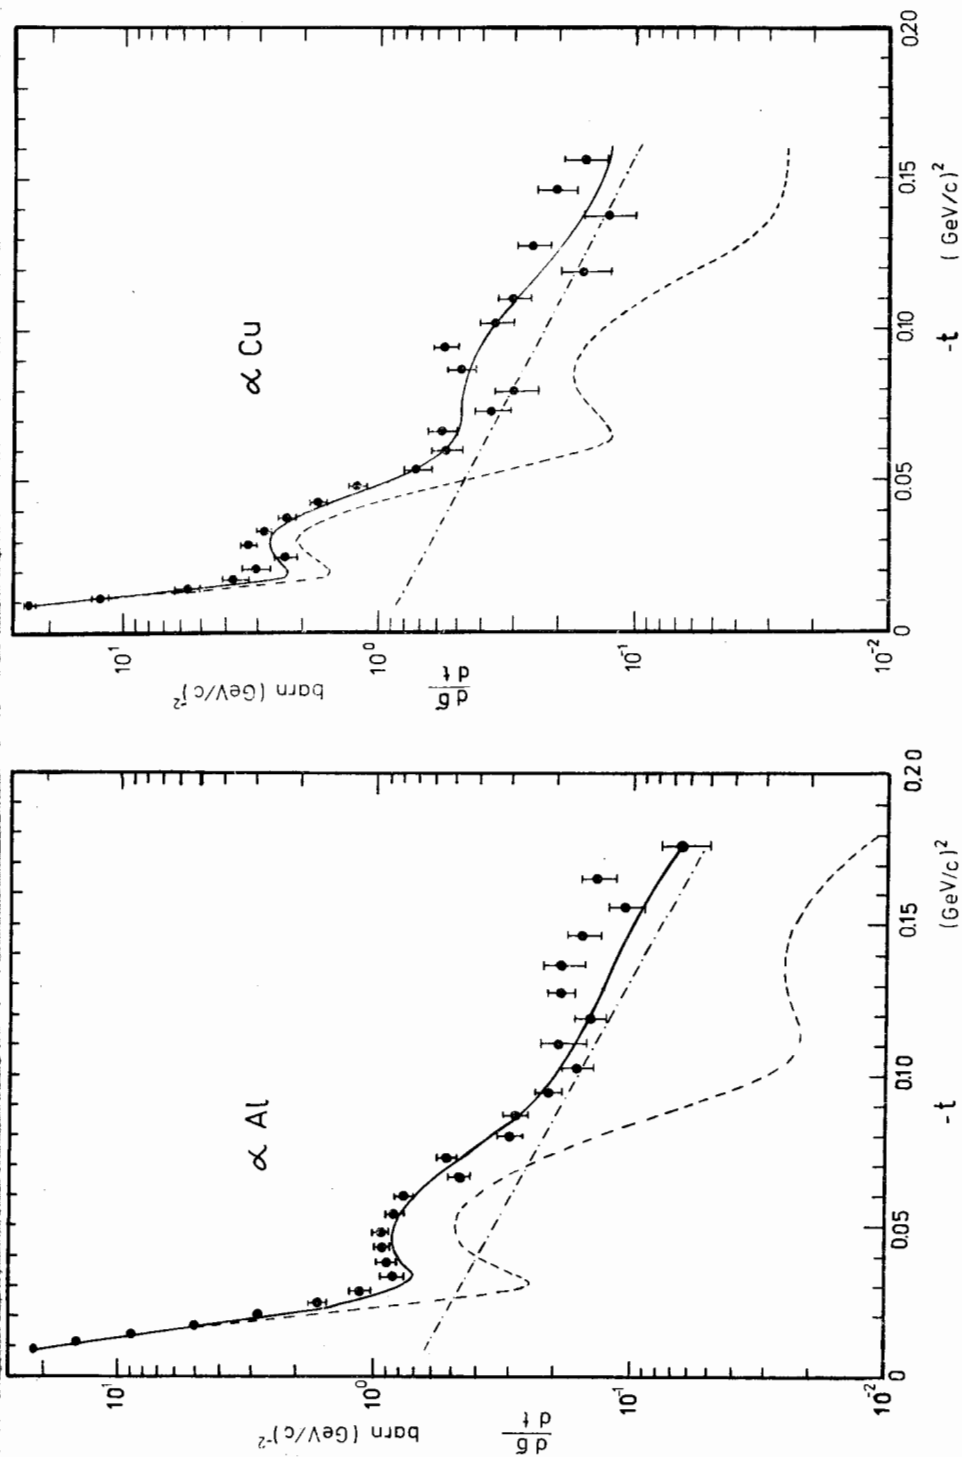 α Al
10¹
10⁰
10⁻¹
10⁻²
dσ
dt
barn (GeV/c)⁻²
0 0.05 0.10 0.15 0.20
-t (GeV/c)²
α Cu
10¹
10⁰
10⁻¹
10⁻²
dσ
dt
barn (GeV/c)⁻²
0 0.05 0.10 0.15 0.20
-t (GeV/c)²